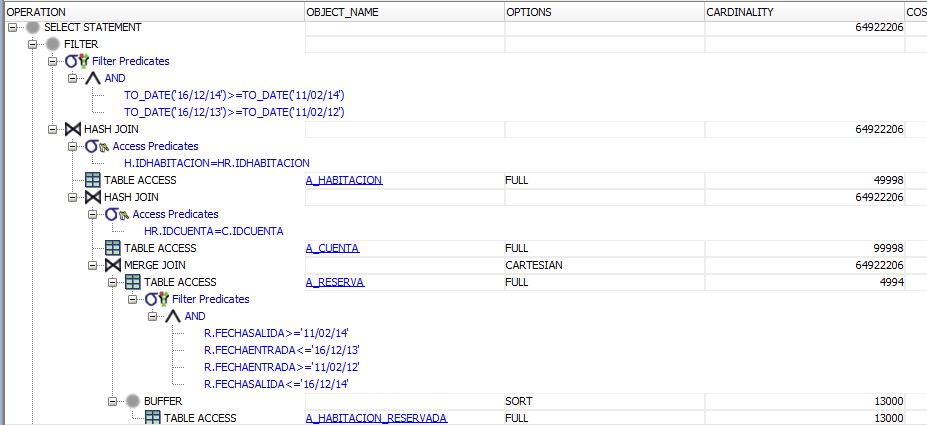 OPERATION OBJECT_NAME OPTIONS CARDINALITY COS
SELECT STATEMENT 64922206
FILTER
Filter Predicates
AND
TO_DATE('16/12/14')>=TO_DATE('11/02/14')
TO_DATE('16/12/13')>=TO_DATE('11/02/12')
HASH JOIN 64922206
Access Predicates
H.IDHABITACION=HR.IDHABITACION
TABLE ACCESS A_HABITACION FULL 49998
HASH JOIN 64922206
Access Predicates
HR.IDCUENTA=C.IDCUENTA
TABLE ACCESS A_CUENTA FULL 99998
MERGE JOIN CARTESIAN 64922206
TABLE ACCESS A_RESERVA FULL 4994
Filter Predicates
AND
R.FECHASALIDA>='11/02/14'
R.FECHAENTRADA<='16/12/13'
R.FECHAENTRADA>='11/02/12'
R.FECHASALIDA<='16/12/14'
BUFFER SORT 13000
TABLE ACCESS A_HABITACION_RESERVADA FULL 13000